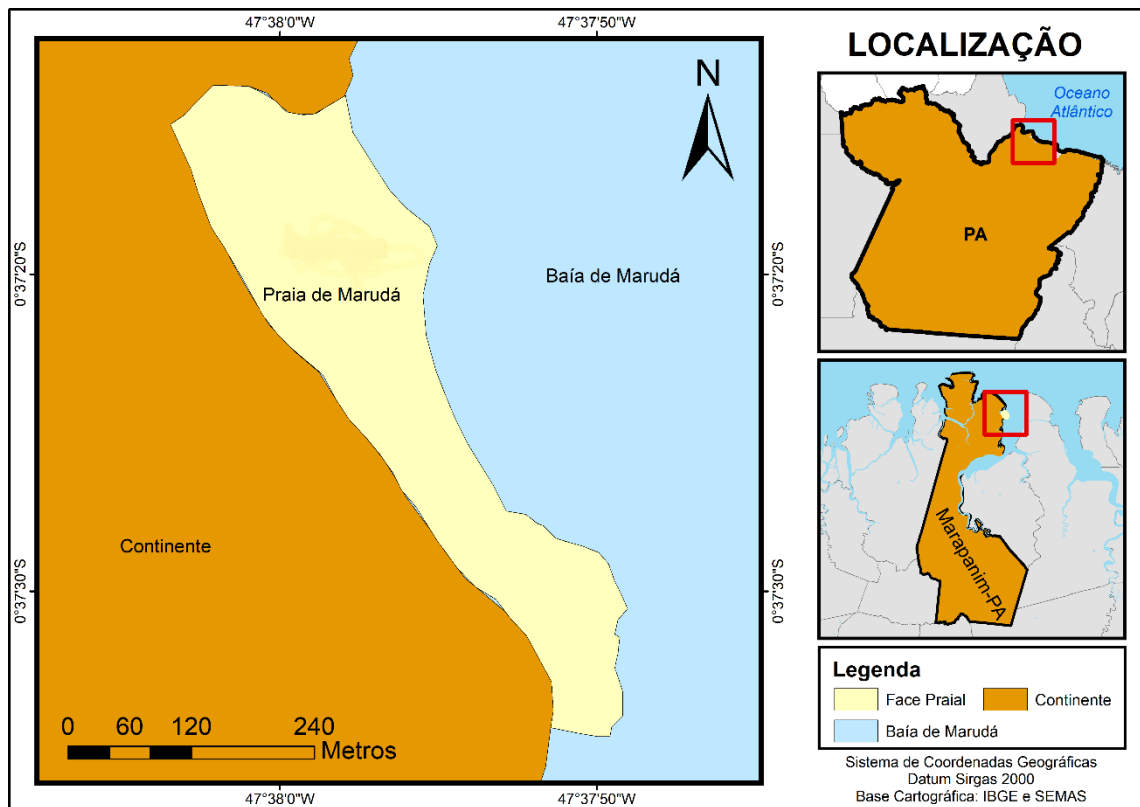 47°38'0"W
47°37'50"W
N
0°37'20"S
0°37'20"S
Praia de Marudá
Baía de Marudá
Continente
0°37'30"S
0°37'30"S
0
60
120
240
Metros
47°38'0"W
47°37'50"W
LOCALIZAÇÃO
Oceano
Atlântico
PA
Marapanim-PA
Legenda
Face Praial
Continente
Baía de Marudá
Sistema de Coordenadas Geográficas
Datum Sirgas 2000
Base Cartográfica: IBGE e SEMAS